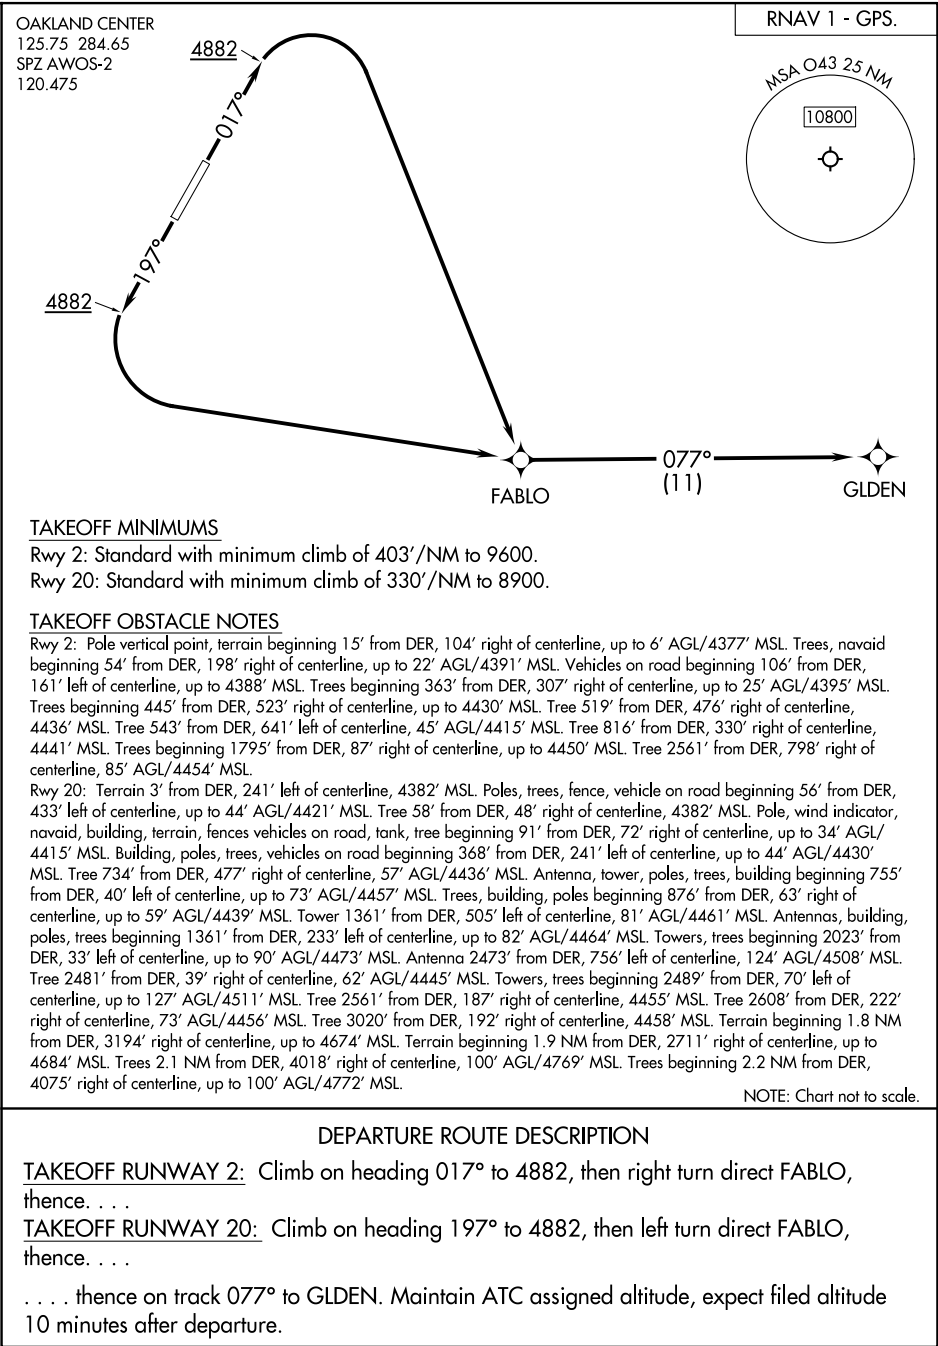 OAKLAND CENTER
125.75 284.65
SPZ AWOS-2
120.475
RNAV 1 - GPS.
MSA O43 25 NM
10800
4882
017°
197°
4882
FABLO
077°
(11)
GLDEN
TAKEOFF MINIMUMS
Rwy 2: Standard with minimum climb of 403’/NM to 9600.
Rwy 20: Standard with minimum climb of 330’/NM to 8900.
TAKEOFF OBSTACLE NOTES
Rwy 2: Pole vertical point, terrain beginning 15’ from DER, 104’ right of centerline, up to 6’ AGL/4377’ MSL. Trees, navaid
beginning 54’ from DER, 198’ right of centerline, up to 22’ AGL/4391’ MSL. Vehicles on road beginning 106’ from DER,
161’ left of centerline, up to 4388’ MSL. Trees beginning 363’ from DER, 307’ right of centerline, up to 25’ AGL/4395’ MSL.
Trees beginning 445’ from DER, 523’ right of centerline, up to 4430’ MSL. Tree 519’ from DER, 476’ right of centerline,
4436’ MSL. Tree 543’ from DER, 641’ left of centerline, 45’ AGL/4415’ MSL. Tree 816’ from DER, 330’ right of centerline,
4441’ MSL. Trees beginning 1795’ from DER, 87’ right of centerline, up to 4450’ MSL. Tree 2561’ from DER, 798’ right of
centerline, 85’ AGL/4454’ MSL.
Rwy 20: Terrain 3’ from DER, 241’ left of centerline, 4382’ MSL. Poles, trees, fence, vehicle on road beginning 56’ from DER,
433’ left of centerline, up to 44’ AGL/4421’ MSL. Tree 58’ from DER, 48’ right of centerline, 4382’ MSL. Pole, wind indicator,
navaid, building, terrain, fences vehicles on road, tank, tree beginning 91’ from DER, 72’ right of centerline, up to 34’ AGL/
4415’ MSL. Building, poles, trees, vehicles on road beginning 368’ from DER, 241’ left of centerline, up to 44’ AGL/4430’
MSL. Tree 734’ from DER, 477’ right of centerline, 57’ AGL/4436’ MSL. Antenna, tower, poles, trees, building beginning 755’
from DER, 40’ left of centerline, up to 73’ AGL/4457’ MSL. Trees, building, poles beginning 876’ from DER, 63’ right of
centerline, up to 59’ AGL/4439’ MSL. Tower 1361’ from DER, 505’ left of centerline, 81’ AGL/4461’ MSL. Antennas, building,
poles, trees beginning 1361’ from DER, 233’ left of centerline, up to 82’ AGL/4464’ MSL. Towers, trees beginning 2023’ from
DER, 33’ left of centerline, up to 90’ AGL/4473’ MSL. Antenna 2473’ from DER, 756’ left of centerline, 124’ AGL/4508’ MSL.
Tree 2481’ from DER, 39’ right of centerline, 62’ AGL/4445’ MSL. Towers, trees beginning 2489’ from DER, 70’ left of
centerline, up to 127’ AGL/4511’ MSL. Tree 2561’ from DER, 187’ right of centerline, 4455’ MSL. Tree 2608’ from DER, 222’
right of centerline, 73’ AGL/4456’ MSL. Tree 3020’ from DER, 192’ right of centerline, 4458’ MSL. Terrain beginning 1.8 NM
from DER, 3194’ right of centerline, up to 4674’ MSL. Terrain beginning 1.9 NM from DER, 2711’ right of centerline, up to
4684’ MSL. Trees 2.1 NM from DER, 4018’ right of centerline, 100’ AGL/4769’ MSL. Trees beginning 2.2 NM from DER,
4075’ right of centerline, up to 100’ AGL/4772’ MSL.
NOTE: Chart not to scale.
DEPARTURE ROUTE DESCRIPTION
TAKEOFF RUNWAY 2: Climb on heading 017° to 4882, then right turn direct FABLO,
thence. . . .
TAKEOFF RUNWAY 20: Climb on heading 197° to 4882, then left turn direct FABLO,
thence. . . .
. . . . thence on track 077° to GLDEN. Maintain ATC assigned altitude, expect filed altitude
10 minutes after departure.